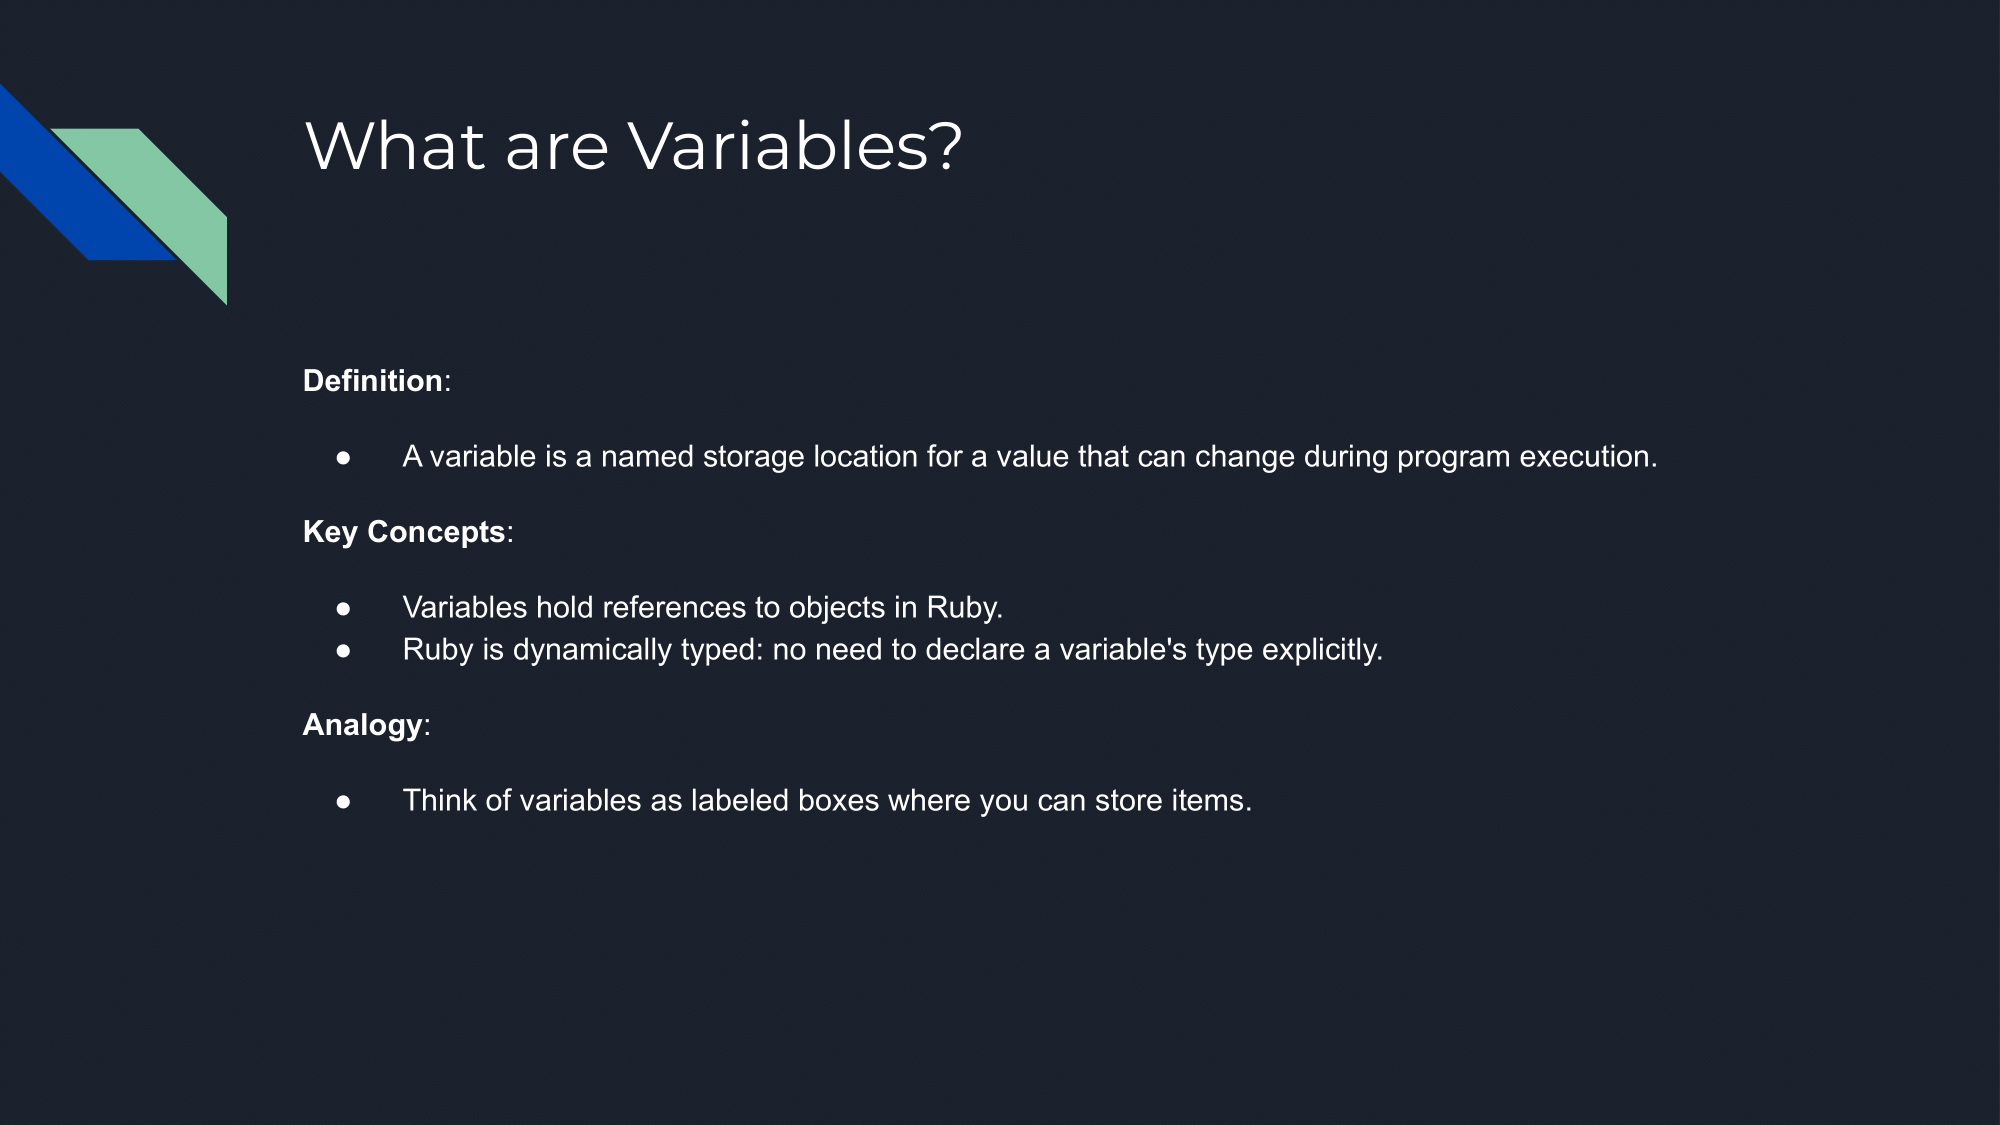 What are Variables?
Definition:
● A variable is a named storage location for a value that can change during program execution.
Key Concepts:
● Variables hold references to objects in Ruby.
● Ruby is dynamically typed: no need to declare a variable's type explicitly.
Analogy:
● Think of variables as labeled boxes where you can store items.